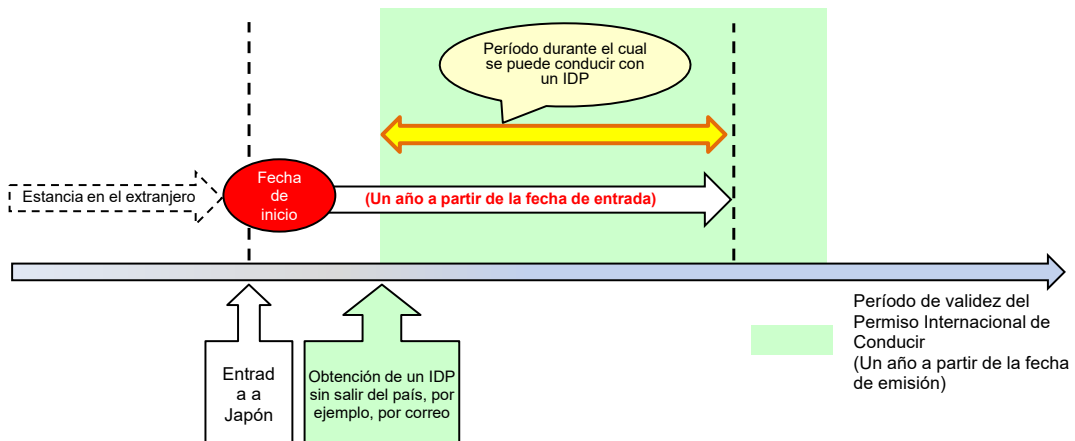 Período durante el cual
se puede conducir con
un IDP
Estancia en el extranjero
Fecha
de
inicio
(Un año a partir de la fecha de entrada)
Entrad
a a
Japón
Obtención de un IDP
sin salir del país, por
ejemplo, por correo
Período de validez del
Permiso Internacional de
Conducir
(Un año a partir de la fecha
de emisión)